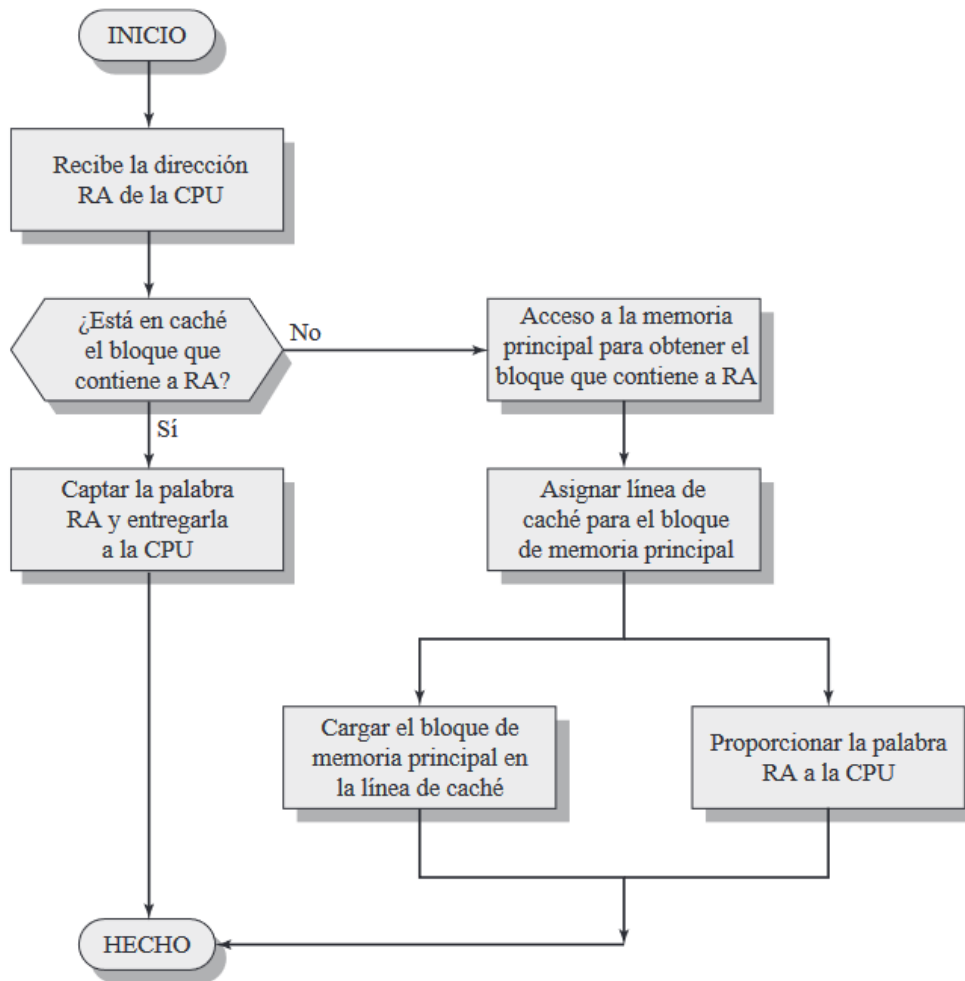 INICIO
Recibe la dirección
RA de la CPU
¿Está en caché
el bloque que
contiene a RA?
No
Acceso a la memoria
principal para obtener el
bloque que contiene a RA
Sí
Captar la palabra
RA y entregarla
a la CPU
Asignar línea de
caché para el bloque
de memoria principal
Cargar el bloque de
memoria principal en
la línea de caché
Proporcionar la palabra
RA a la CPU
HECHO